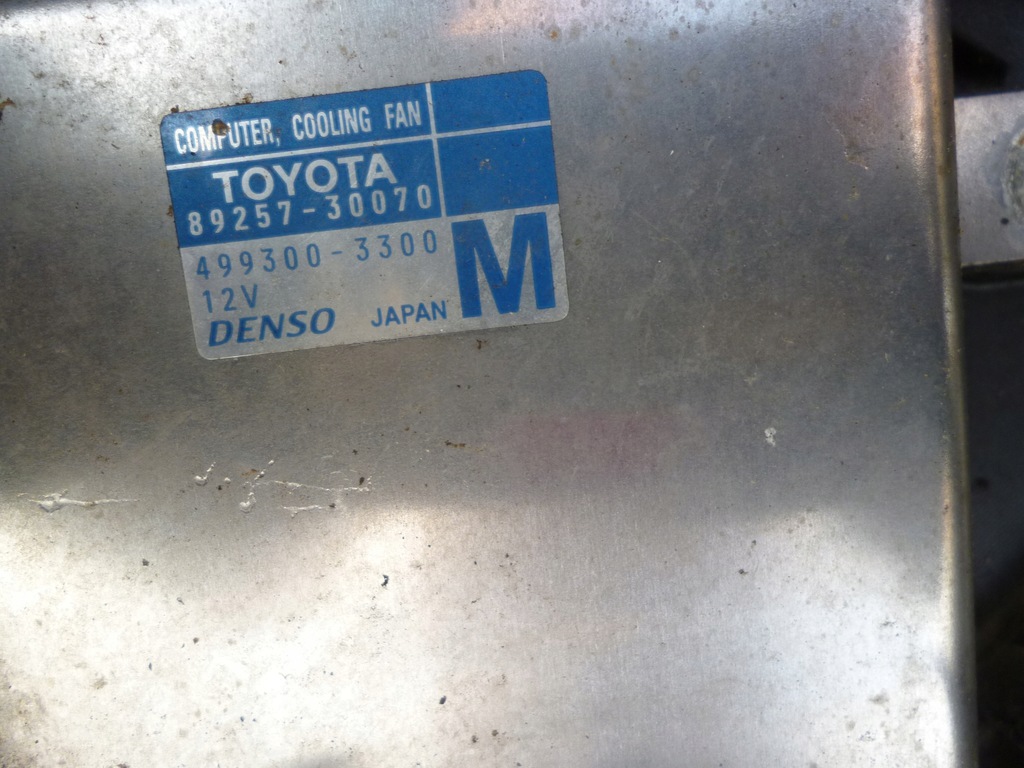 COMPUTER, COOLING FAN
TOYOTA
89257-30070
499300-3300
12V
DENSO JAPAN
M